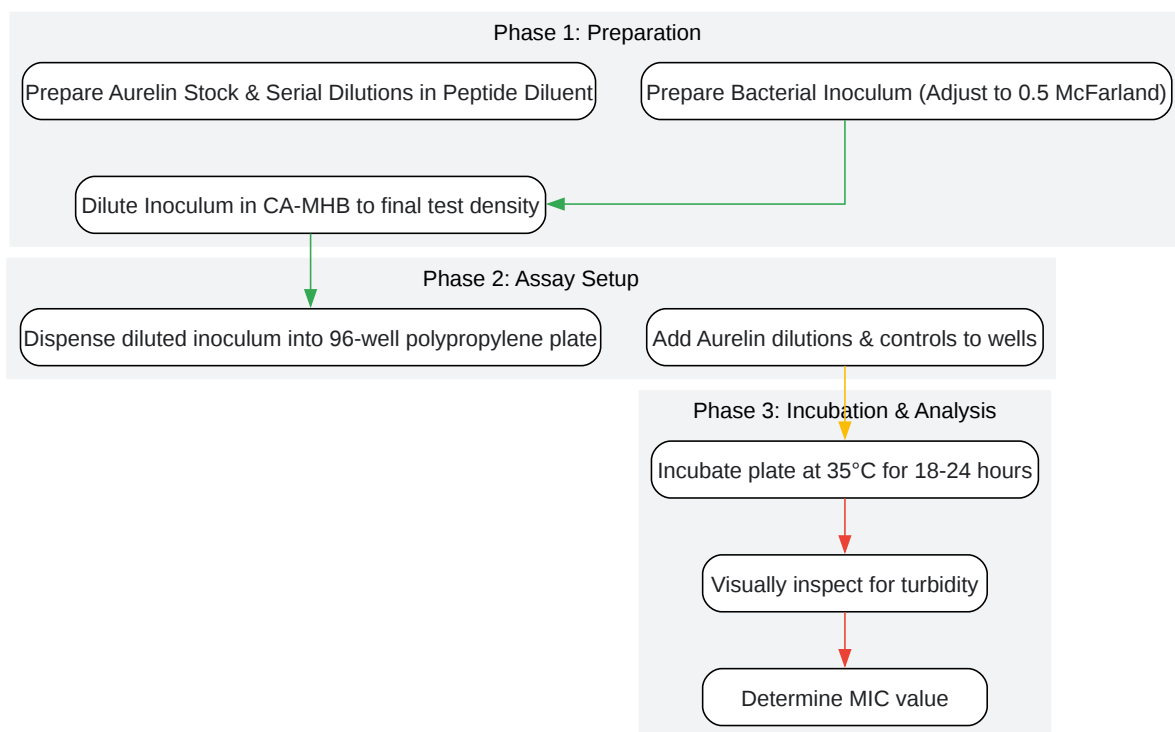 Phase 1: Preparation
Prepare Aurelin Stock & Serial Dilutions in Peptide Diluent
Prepare Bacterial Inoculum (Adjust to 0.5 McFarland)
Dilute Inoculum in CA-MHB to final test density
Phase 2: Assay Setup
Dispense diluted inoculum into 96-well polypropylene plate
Add Aurelin dilutions & controls to wells
Phase 3: Incubation & Analysis
Incubate plate at 35°C for 18-24 hours
Visually inspect for turbidity
Determine MIC value